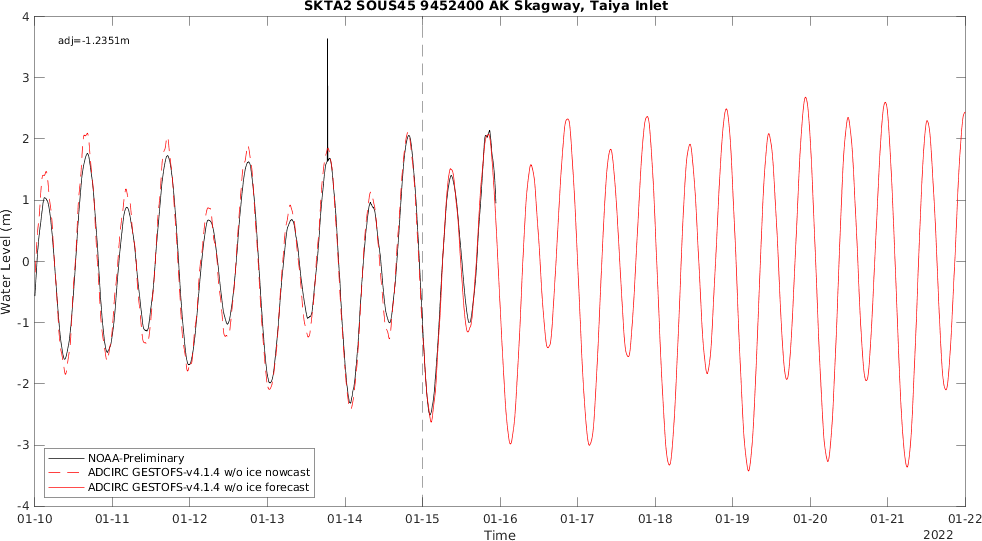 SKTA2 SOUS45 9452400 AK Skagway, Taiya Inlet
adj=-1.2351m
4
3
2
1
0
-1
-2
-3
-4
Water Level (m)
NOAA-Preliminary
ADCIRC GESTOFS-v4.1.4 w/o ice nowcast
ADCIRC GESTOFS-v4.1.4 w/o ice forecast
01-10 01-11 01-12 01-13 01-14 01-15 01-16 01-17 01-18 01-19 01-20 01-21 01-22
Time
2022